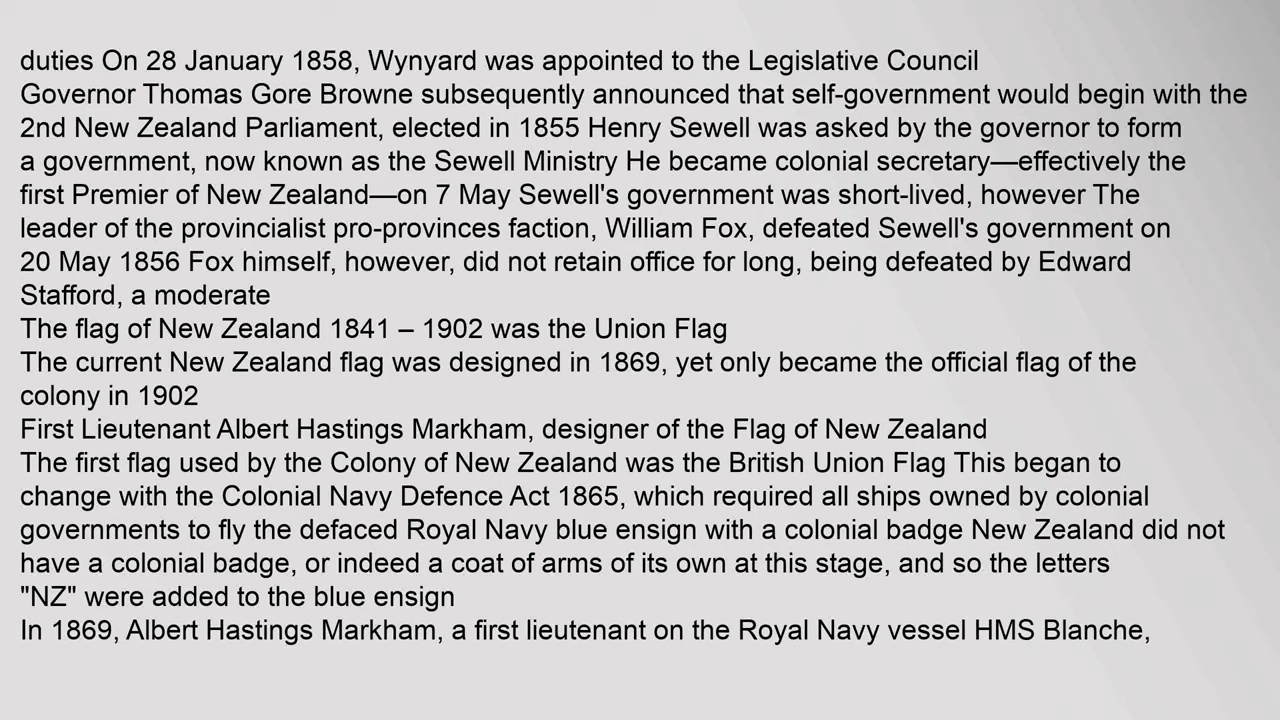 duties On 28 January 1858, Wynyard was appointed to the Legislative Council
Governor Thomas Gore Browne subsequently announced that self-government would begin with the
2nd New Zealand Parliament, elected in 1855 Henry Sewell was asked by the governor to form
a government, now known as the Sewell Ministry He became colonial secretary—effectively the
first Premier of New Zealand—on 7 May Sewell's government was short-lived, however The
leader of the provincialist pro-provinces faction, William Fox, defeated Sewell's government on
20 May 1856 Fox himself, however, did not retain office for long, being defeated by Edward
Stafford, a moderate
The flag of New Zealand 1841 – 1902 was the Union Flag
The current New Zealand flag was designed in 1869, yet only became the official flag of the
colony in 1902
First Lieutenant Albert Hastings Markham, designer of the Flag of New Zealand
The first flag used by the Colony of New Zealand was the British Union Flag This began to
change with the Colonial Navy Defence Act 1865, which required all ships owned by colonial
governments to fly the defaced Royal Navy blue ensign with a colonial badge New Zealand did not
have a colonial badge, or indeed a coat of arms of its own at this stage, and so the letters
"NZ" were added to the blue ensign
In 1869, Albert Hastings Markham, a first lieutenant on the Royal Navy vessel HMS Blanche,